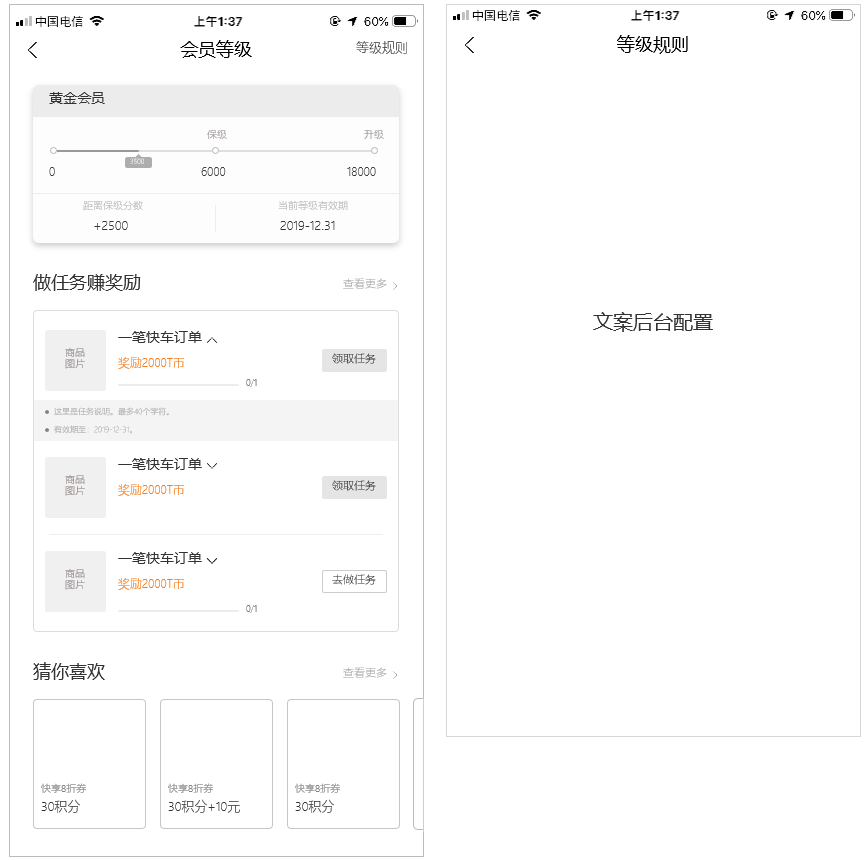 中国电信
上午1:37
60%
会员等级
等级规则
黄金会员
保级
升级
3500
0
6000
18000
距离保级分数
当前等级有效期
+2500
2019-12.31
做任务赚奖励
查看更多
商品
图片
一笔快车订单
奖励2000T币
0/1
领取任务
这里是任务说明。最多40个字符。
有效期至：2019-12-31。
商品
图片
一笔快车订单
奖励2000T币
领取任务
商品
图片
一笔快车订单
奖励2000T币
0/1
去做任务
猜你喜欢
查看更多
快享8折券
30积分
快享8折券
30积分+10元
快享8折券
30积分
中国电信
上午1:37
60%
等级规则
文案后台配置